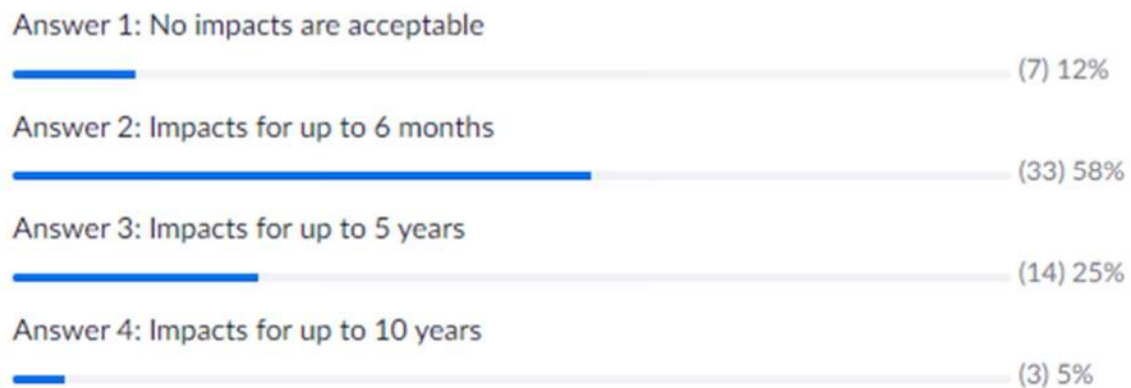 Answer 1: No impacts are acceptable
(7) 12%
Answer 2: Impacts for up to 6 months
(33) 58%
Answer 3: Impacts for up to 5 years
(14) 25%
Answer 4: Impacts for up to 10 years
(3) 5%